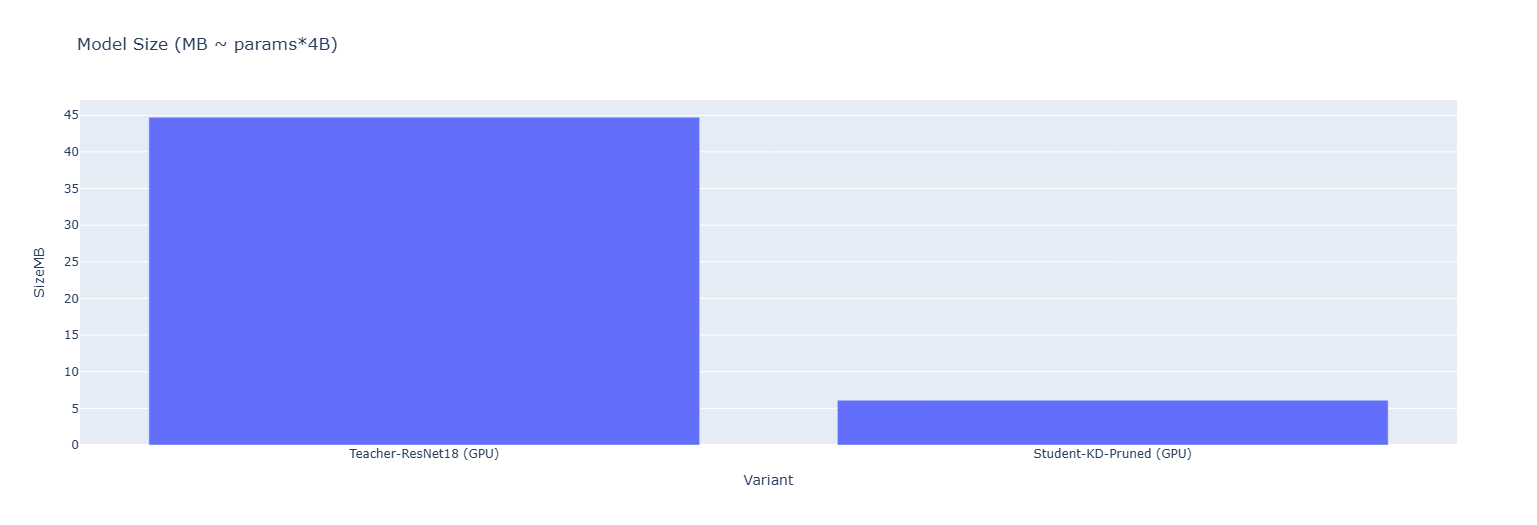 Model Size (MB ~ params*4B)
SizeMB
45
40
35
30
25
20
15
10
5
0
Teacher-ResNet18 (GPU)
Student-KD-Pruned (GPU)
Variant